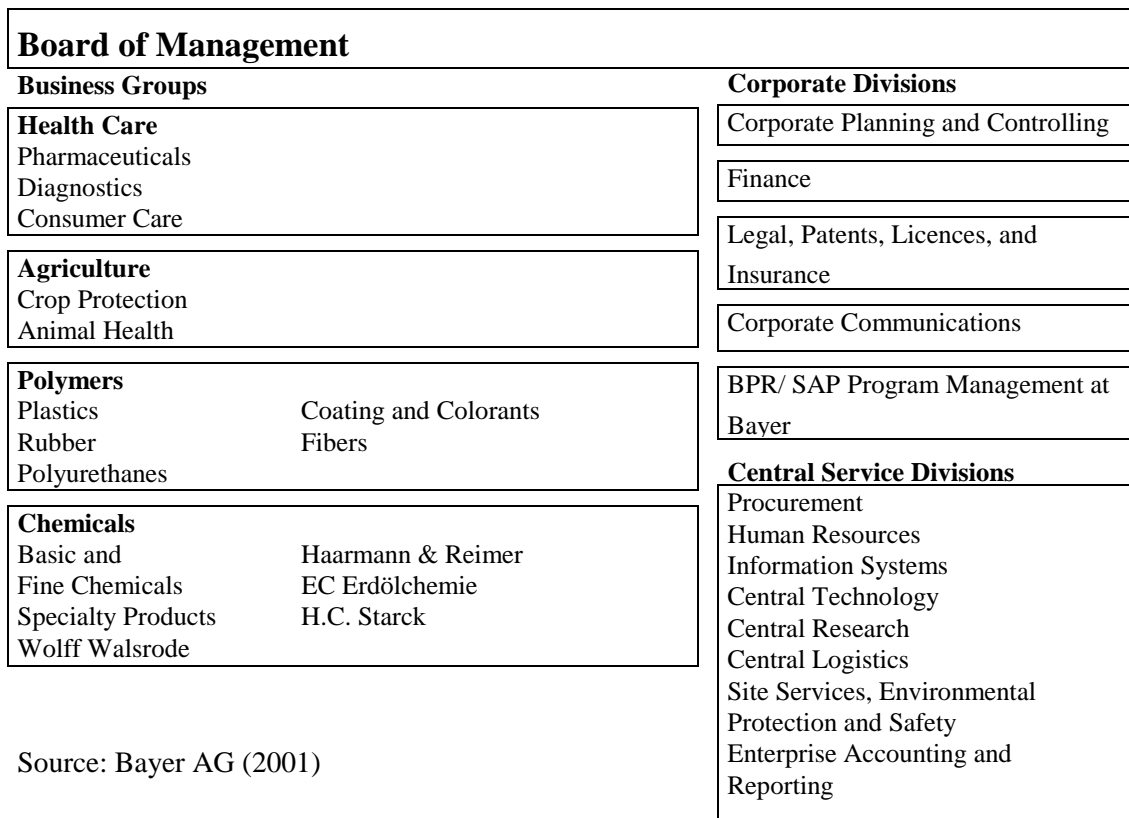 Board of Management
Business Groups
Health Care
Pharmaceuticals
Diagnostics
Consumer Care
Agriculture
Crop Protection
Animal Health
Polymers
Plastics Coating and Colorants
Rubber Fibers
Polyurethanes
Chemicals
Basic and Haarmann & Reimer
Fine Chemicals EC Erdölchemie
Specialty Products H.C. Starck
Wolff Walsrode
Source: Bayer AG (2001)
Corporate Divisions
Corporate Planning and Controlling
Finance
Legal, Patents, Licences, and
Insurance
Corporate Communications
BPR/ SAP Program Management at
Bayer
Central Service Divisions
Procurement
Human Resources
Information Systems
Central Technology
Central Research
Central Logistics
Site Services, Environmental
Protection and Safety
Enterprise Accounting and
Reporting